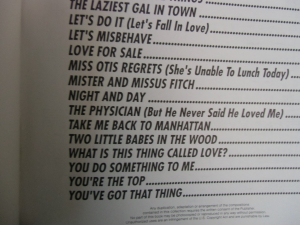 THE LAZIEST GAL IN TOWN
LET'S DO IT (Let's Fall In Love)
LET'S MISBEHAVE
LOVE FOR SALE
MISS OTIS REGRETS (She's Unable To Lunch Today)
MISTER AND MISSUS FITCH
NIGHT AND DAY
THE PHYSICIAN (But He Never Said He Loved Me)
TAKE ME BACK TO MANHATTAN
TWO LITTLE BABES IN THE WOOD
WHAT IS THIS THING CALLED LOVE?
YOU DO SOMETHING TO ME
YOU'RE THE TOP
YOU'VE GOT THAT THING